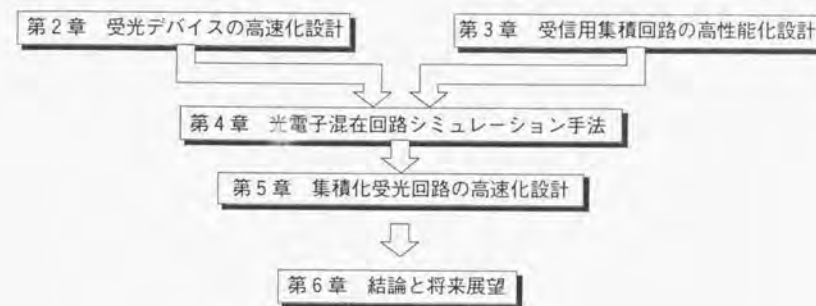 第2章 受光デバイスの高速化設計
第3章 受信用集積回路の高性能化設計
第4章 光電子混在回路シミュレーション手法
第5章 集積化受光回路の高速化設計
第6章 結論と将来展望